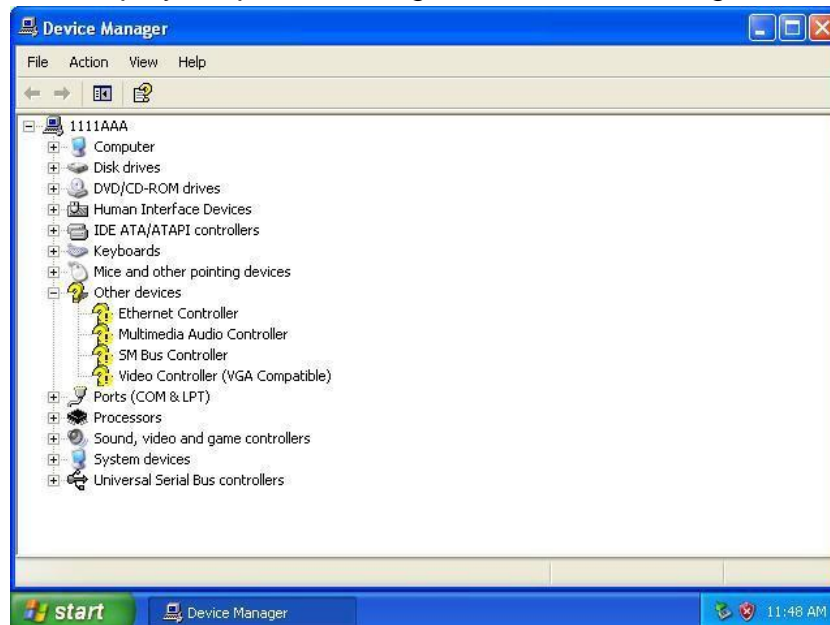 Device Manager
File Action View Help
1111AAA
Computer
Disk drives
DVD/CD-ROM drives
Human Interface Devices
IDE ATA/ATAPI controllers
Keyboards
Mice and other pointing devices
Other devices
Ethernet Controller
Multimedia Audio Controller
SM Bus Controller
Video Controller (VGA Compatible)
Ports (COM & LPT)
Processors
Sound, video and game controllers
System devices
Universal Serial Bus controllers
start Device Manager 11:48 AM